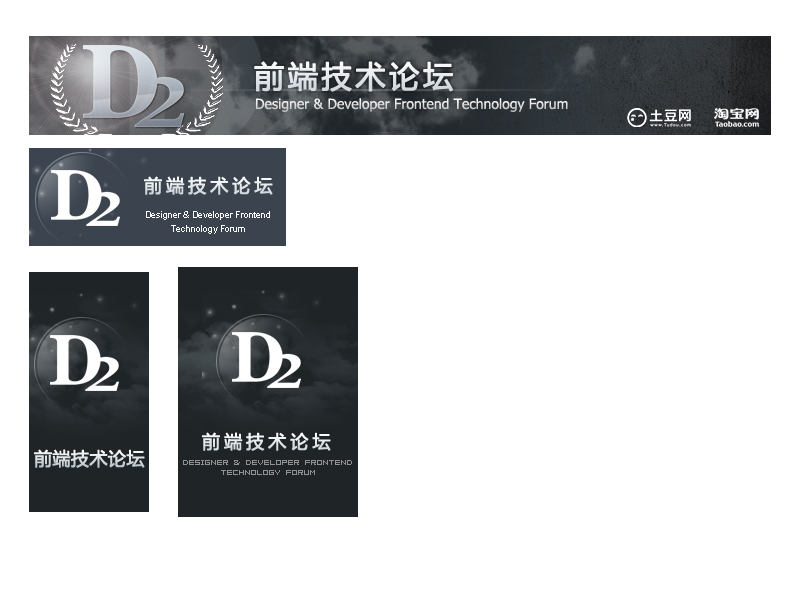 D2
前端技术论坛
Designer & Developer Frontend Technology Forum
土豆网
www.Tudou.com
淘宝网
Taobao.com
D2
前端技术论坛
Designer & Developer Frontend
Technology Forum
D2
前端技术论坛
D2
前端技术论坛
DESIGNER & DEVELOPER FRONTEND
TECHNOLOGY FORUM